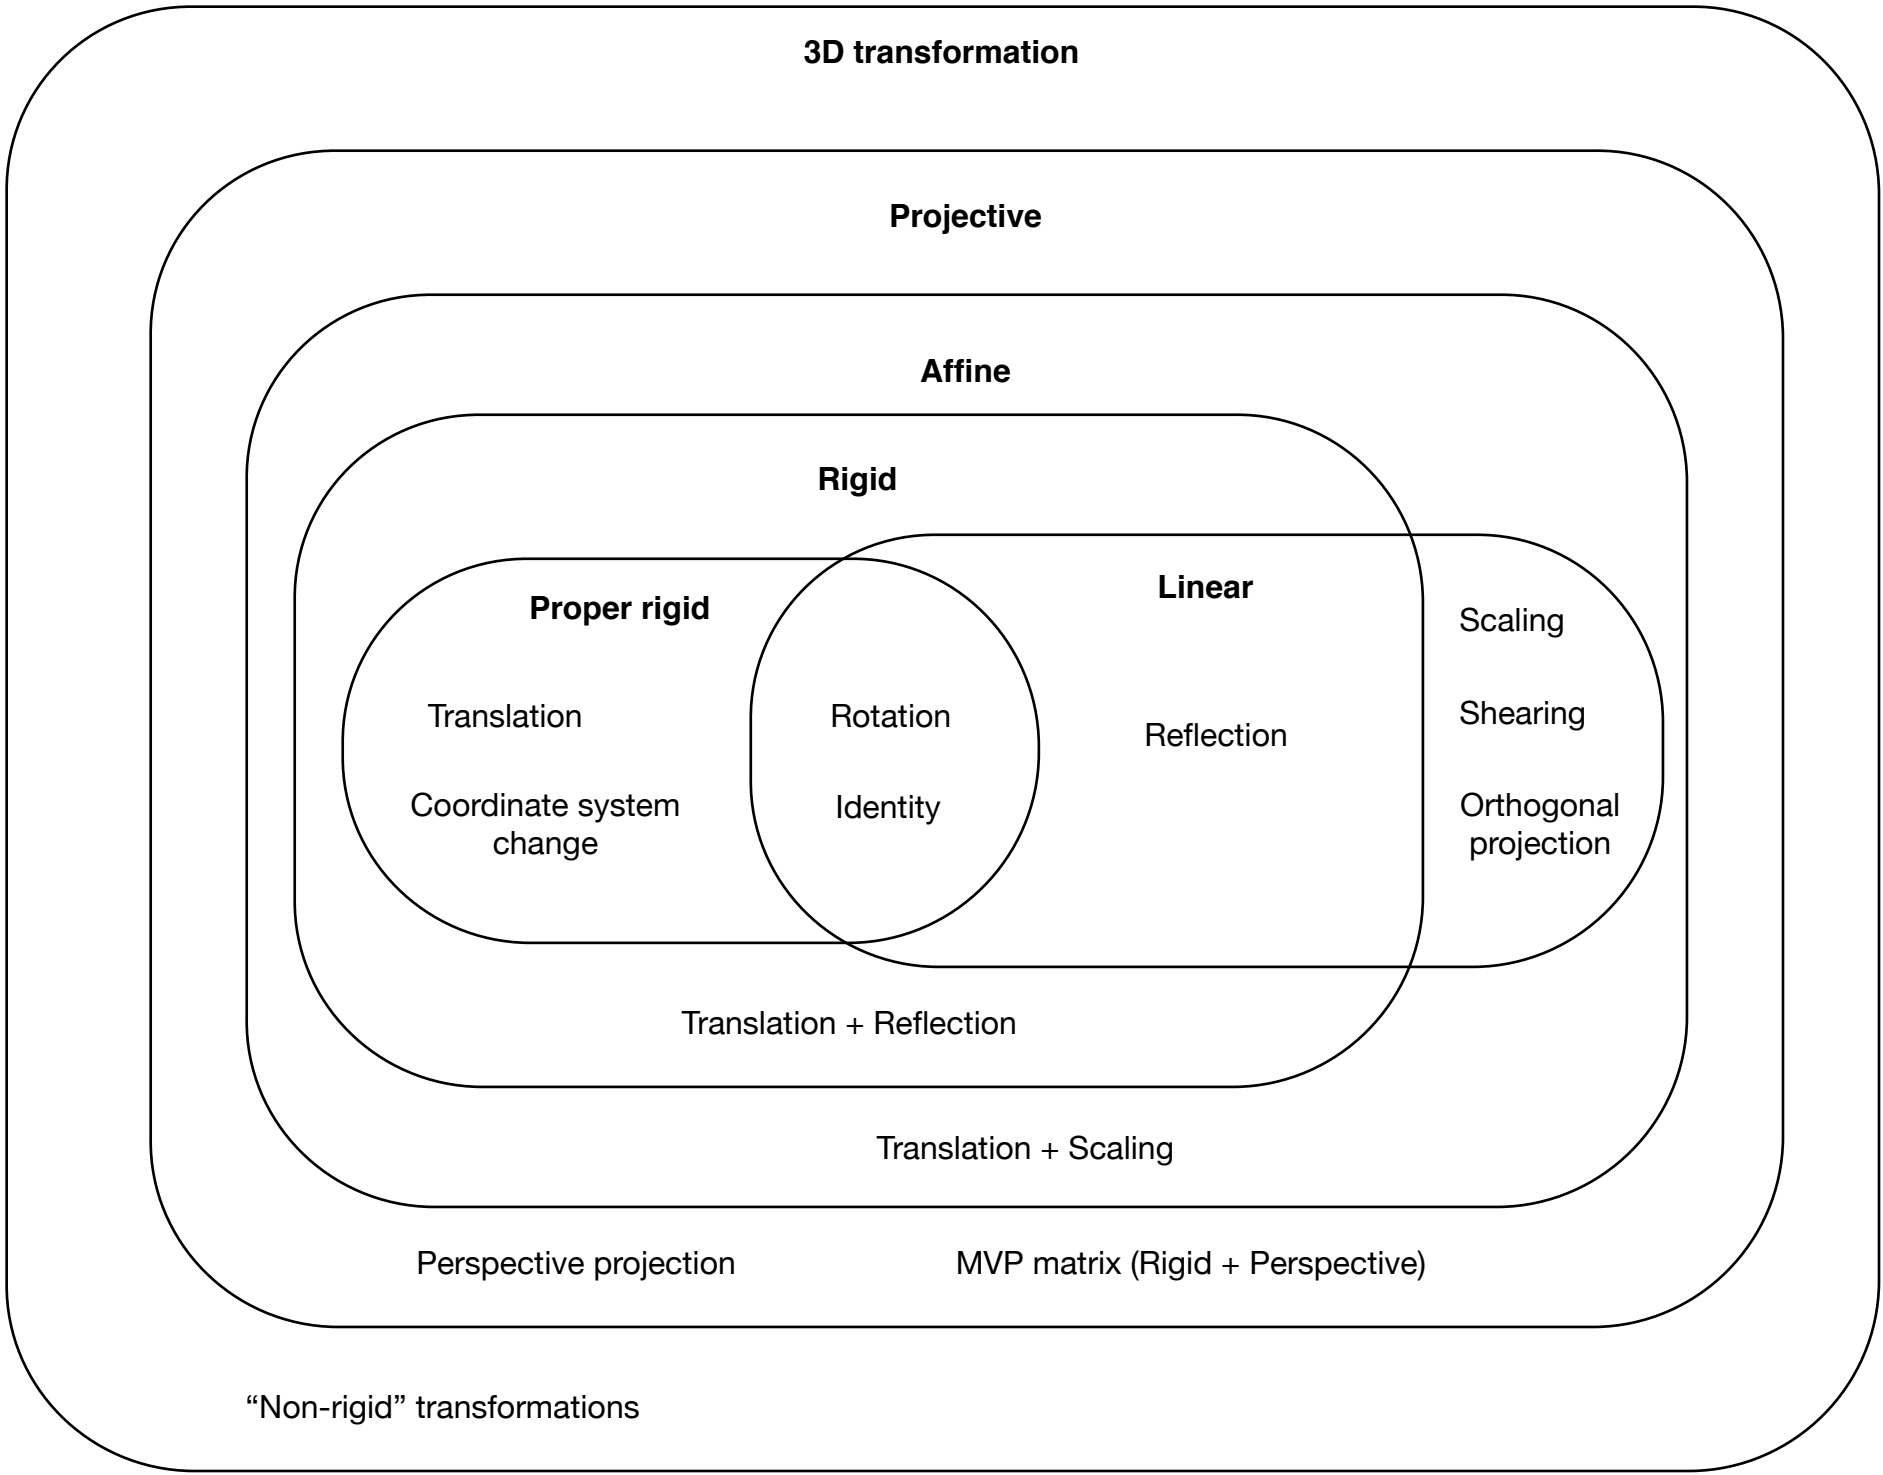 3D transformation
Projective
Affine
Rigid
Linear
Proper rigid
Scaling
Translation
Rotation
Shearing
Reflection
Coordinate system
change
Identity
Orthogonal
projection
Translation + Reflection
Translation + Scaling
Perspective projection
MVP matrix (Rigid + Perspective)
“Non-rigid” transformations